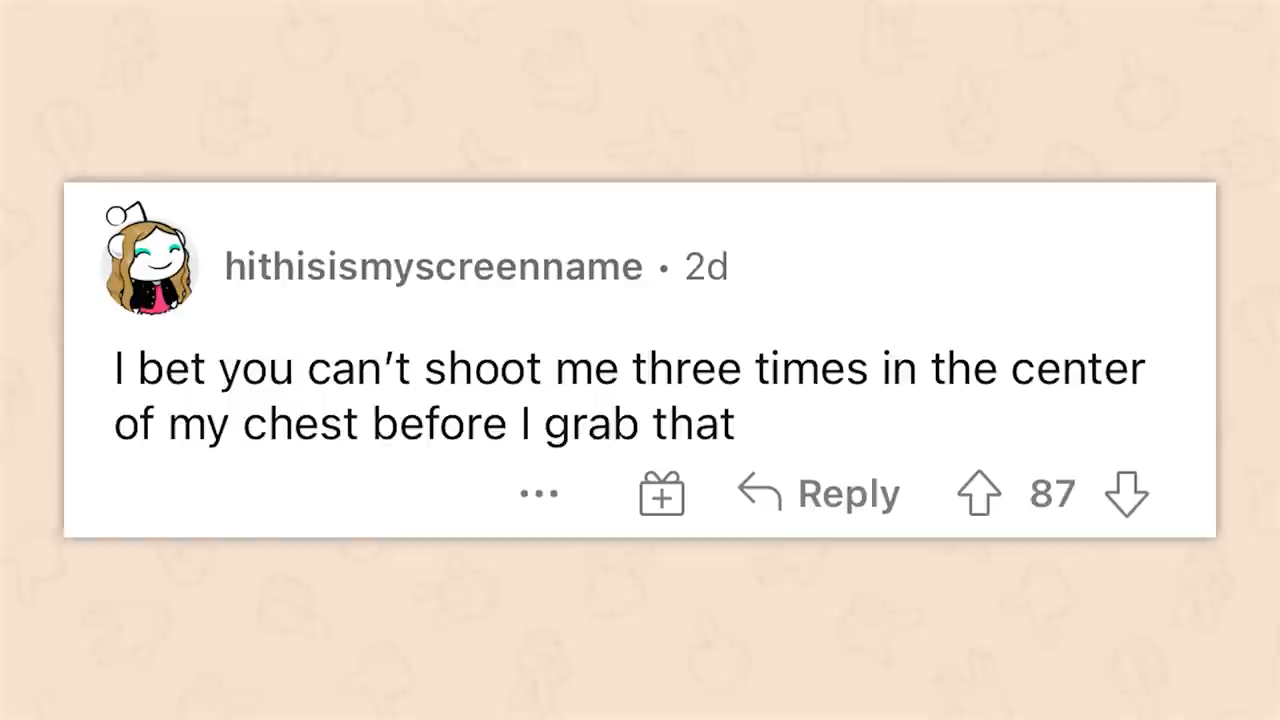 hithisismyscreenname • 2d
I bet you can’t shoot me three times in the center
of my chest before I grab that
... Reply 87